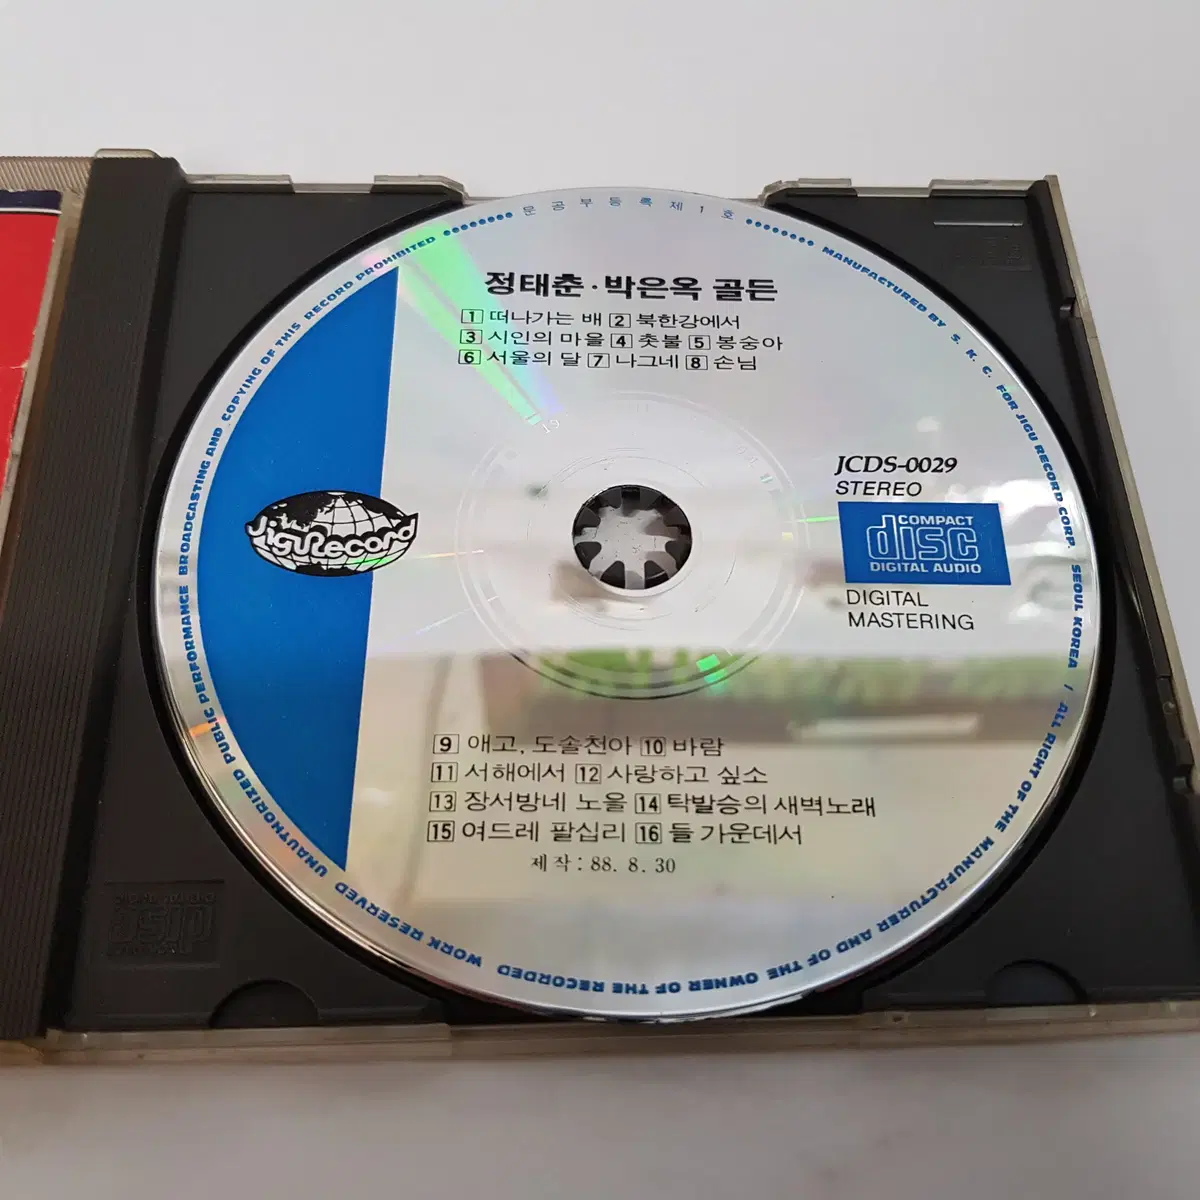 문공부등록 제1호
정태춘·박은옥 골든
1 떠나가는 배 2 북한강에서
3 시인의 마을 4 촛불 5 봉숭아
6 서울의 달 7 나그네 8 손님
JCDS-0029
STEREO
COMPACT
disc
DIGITAL AUDIO
DIGITAL
MASTERING
JiguRecord
9 애고, 도솔천아 10 바람
11 서해에서 12 사랑하고 싶소
13 장서방네 노을 14 탁발승의 새벽노래
15 여드레 팔십리 16 들 가운데서
제작: 88. 8. 30
MANUFACTURED BY S. K. C. FOR JIGU RECORD CORP. SEOUL KOREA / ALL RIGHT OF THE MANUFACTURER AND OF THE OWNER OF THE RECORDED WORK RESERVED UNAUTHORIZED PUBLIC PERFORMANCE BROADCASTING AND COPYING OF THIS RECORD PROHIBITED